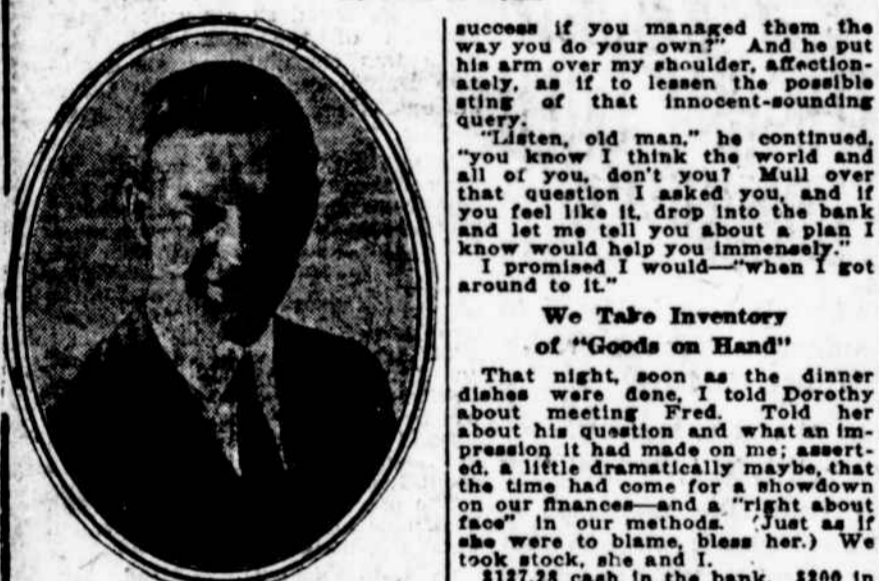 success if you managed them the
way you do your own?" And he put
his arm over my shoulder, affection-
ately, as if to lessen the possible
sting of that innocent-sounding
query.
"Listen, old man," he continued,
"you know I think the world and
all of you, don't you? Mull over
that question I asked you, and if
you feel like it, drop into the bank
and let me tell you about a plan I
know would help you immensely."
I promised I would—"when I got
around to it."
We Take Inventory
of "Goods on Hand"
That night, soon as the dinner
dishes were done, I told Dorothy
about meeting Fred. Told her
about his question and what an im-
pression it had made on me; assert-
ed, a little dramatically maybe, that
the time had come for a showdown
on our finances—and a "right about
face" in our methods. (Just as if
she were to blame, bless her.) We
took stock, she and I.
$127.28 cash in the bank. $200 in